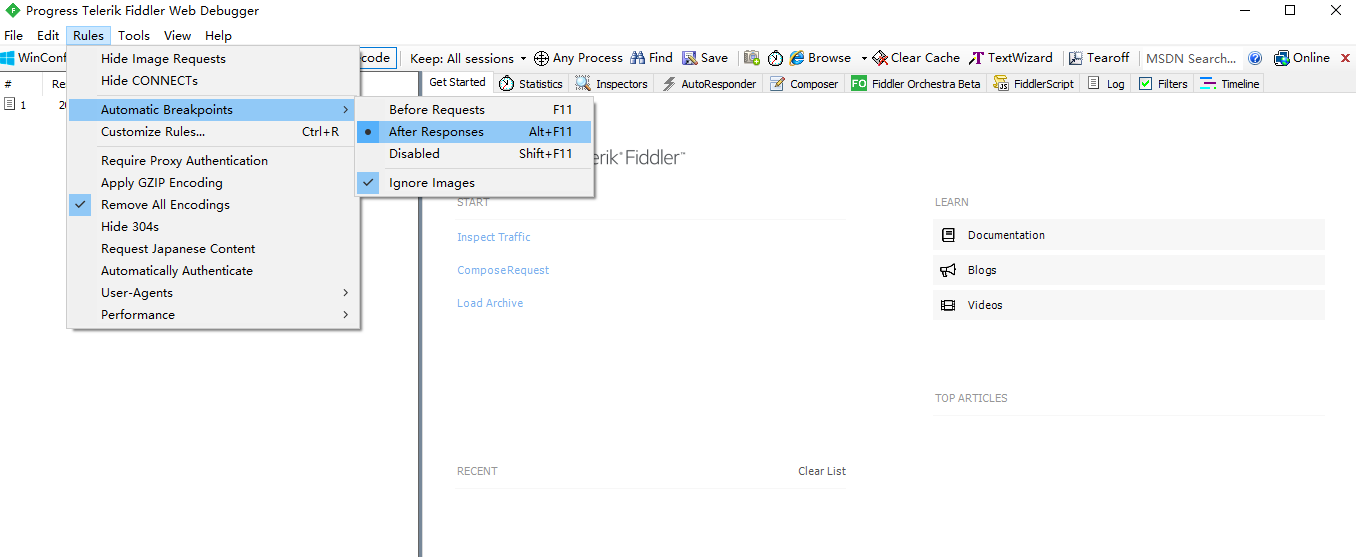 Progress Telerik Fiddler Web Debugger
File Edit Rules Tools View Help
WinConf
code Keep: All sessions Any Process Find Save Browse Clear Cache TextWizard Tearoff MSDN Search... Online
# Re
1 20
Hide Image Requests
Hide CONNECTs
Automatic Breakpoints
Customize Rules... Ctrl+R
Require Proxy Authentication
Apply GZIP Encoding
Remove All Encodings
Hide 304s
Request Japanese Content
Automatically Authenticate
User-Agents
Performance
Before Requests F11
After Responses Alt+F11
Disabled Shift+F11
Ignore Images
Get Started Statistics Inspectors AutoResponder Composer FO Fiddler Orchestra Beta FiddlerScript Log Filters Timeline
erik Fiddler™
START
Inspect Traffic
ComposeRequest
Load Archive
RECENT Clear List
LEARN
Documentation
Blogs
Videos
TOP ARTICLES